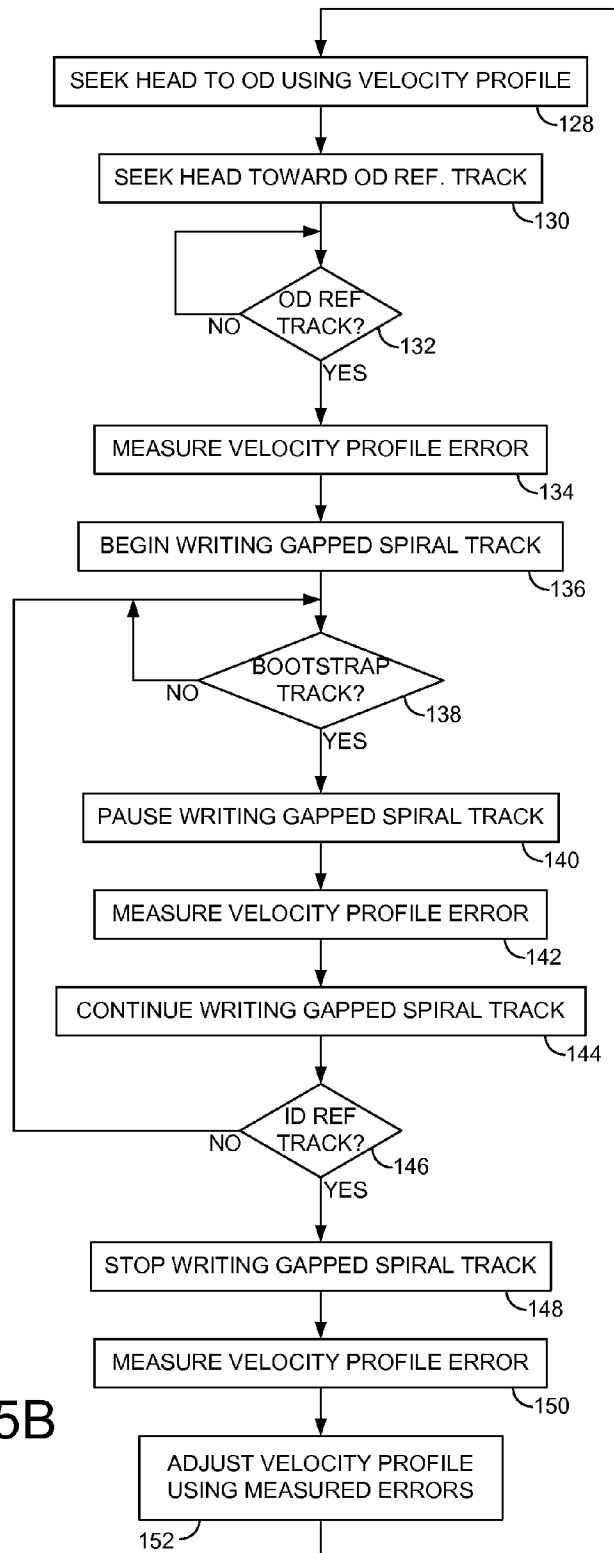 SEEK HEAD TO OD USING VELOCITY PROFILE
128
SEEK HEAD TOWARD OD REF. TRACK
130
OD REF
TRACK?
NO
132
YES
MEASURE VELOCITY PROFILE ERROR
134
BEGIN WRITING GAPPED SPIRAL TRACK
136
BOOTSTRAP
TRACK?
NO
138
YES
PAUSE WRITING GAPPED SPIRAL TRACK
140
MEASURE VELOCITY PROFILE ERROR
142
CONTINUE WRITING GAPPED SPIRAL TRACK
144
ID REF
TRACK?
NO
146
YES
STOP WRITING GAPPED SPIRAL TRACK
148
MEASURE VELOCITY PROFILE ERROR
150
5B
ADJUST VELOCITY PROFILE
USING MEASURED ERRORS
152